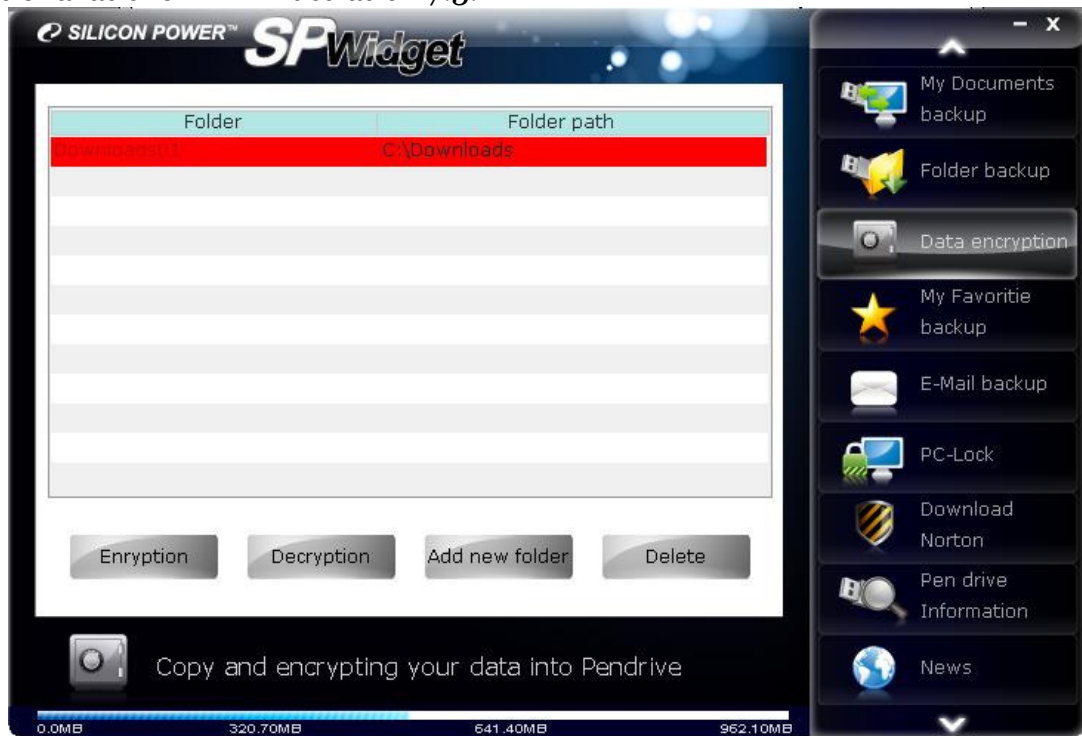 SILICON POWER™ SPWidget
- X
Folder Folder path
Downloads01 C:\Downloads
Enryption Decryption Add new folder Delete
Copy and encrypting your data into Pendrive
0.0MB 320.70MB 641.40MB 962.10MB
My Documents
backup
Folder backup
Data encryption
My Favoritie
backup
E-Mail backup
PC-Lock
Download
Norton
Pen drive
Information
News